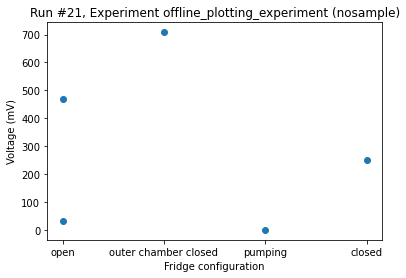 Run #21, Experiment offline_plotting_experiment (nosample)
700
600
500
400
300
200
100
0
Voltage (mV)
open outer chamber closed pumping closed
Fridge configuration